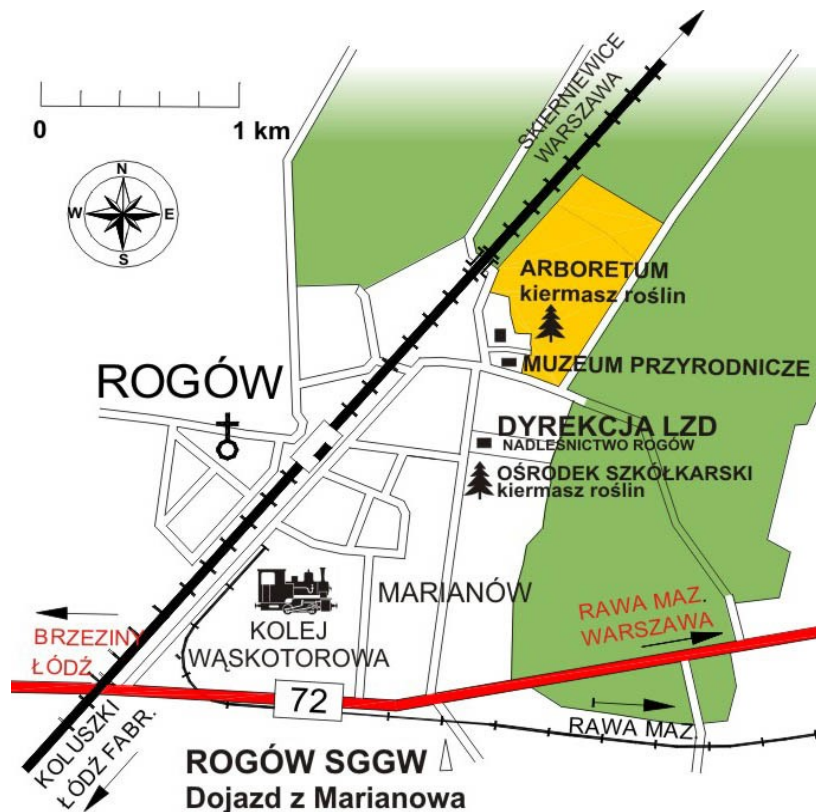 SKIERNIEWICE
WARSZAWA
0
1 km
N
W
E
S
ARBORETUM
kiermasz roślin
MUZEUM PRZYRODNICZE
ROGÓW
DYREKCJA LZD
NADLEŚNICTWO ROGÓW
OŚRODEK SZKÓŁKARSKI
kiermasz roślin
MARIANÓW
KOLEJ
WĄSKOTOROWA
RAWA MAZ.
WARSZAWA
BRZEZINY
ŁÓDŹ
72
RAWA MAZ.
KOLUSZKI
ŁÓDŹ FABR.
ROGÓW SGGW
Dojazd z Marianowa